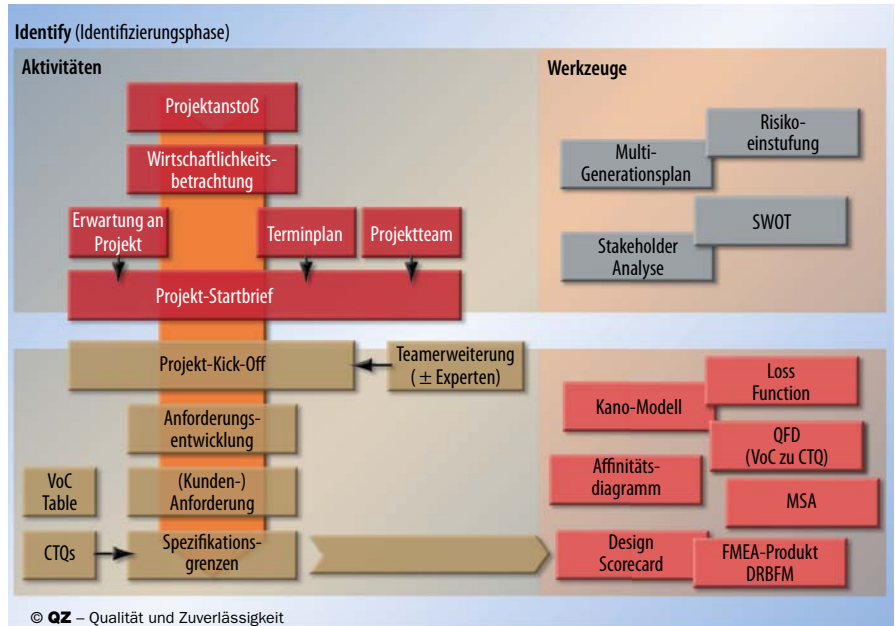 Identify (Identifizierungsphase)
Aktivitäten
Projektanstoß
Wirtschaftlichkeits-
betrachtung
Erwartung an
Projekt
Terminplan
Projektteam
Projekt-Startbrief
Werkzeuge
Risiko-
einstufung
Multi-
Generationsplan
SWOT
Stakeholder
Analyse
Projekt-Kick-Off
Teamerweiterung
(± Experten)
Anforderungs-
entwicklung
VoC
Table
(Kunden-)
Anforderung
CTQs
Spezifikations-
grenzen
Loss
Function
Kano-Modell
QFD
(VoC zu CTQ)
Affinitäts-
diagramm
MSA
Design
Scorecard
FMEA-Produkt
DRBFM
© QZ – Qualität und Zuverlässigkeit